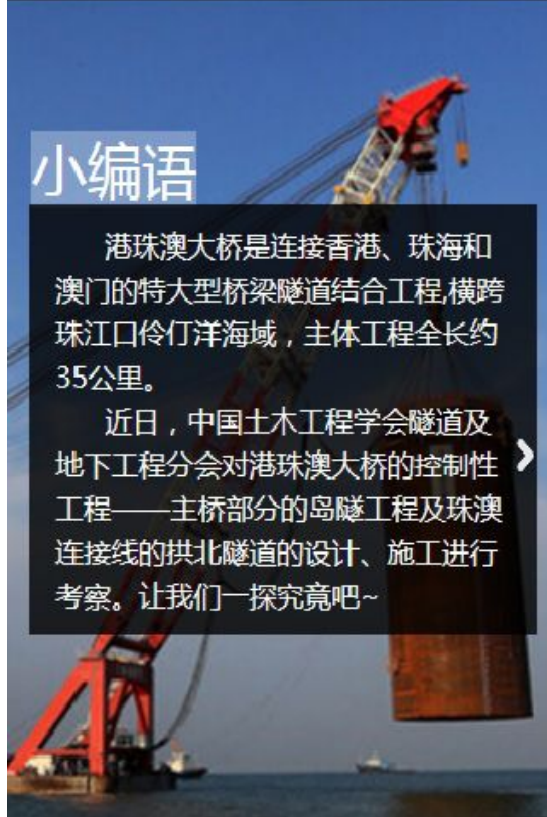 小编语
港珠澳大桥是连接香港、珠海和
澳门的特大型桥梁隧道结合工程,横跨
珠江口伶仃洋海域，主体工程全长约
35公里。
近日，中国土木工程学会隧道及
地下工程分会对港珠澳大桥的控制性
工程——主桥部分的岛隧工程及珠澳
连接线的拱北隧道的设计、施工进行
考察。让我们一探究竟吧~